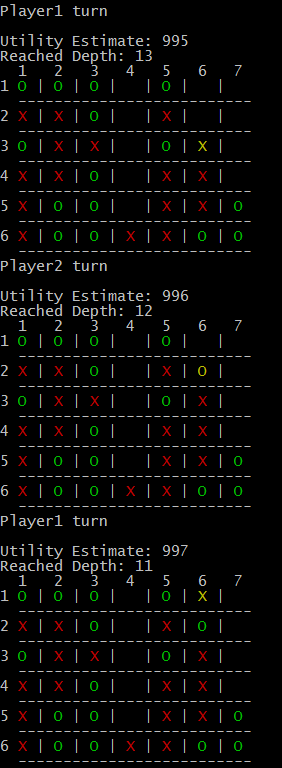 Player1 turn
Utility Estimate: 995
Reached Depth: 13
1 2 3 4 5 6 7
1 O | O | O |   | O |   |
-------------------------
2 X | X | O |   | X |   |
-------------------------
3 O | X | X |   | O | X |
-------------------------
4 X | X | O |   | X | X |
-------------------------
5 X | O | O |   | X | X | O
-------------------------
6 X | O | O | X | X | O | O
-------------------------
Player2 turn
Utility Estimate: 996
Reached Depth: 12
1 2 3 4 5 6 7
1 O | O | O |   | O |   |
-------------------------
2 X | X | O |   | X | O |
-------------------------
3 O | X | X |   | O | X |
-------------------------
4 X | X | O |   | X | X |
-------------------------
5 X | O | O |   | X | X | O
-------------------------
6 X | O | O | X | X | O | O
-------------------------
Player1 turn
Utility Estimate: 997
Reached Depth: 11
1 2 3 4 5 6 7
1 O | O | O |   | O | X |
-------------------------
2 X | X | O |   | X | O |
-------------------------
3 O | X | X |   | O | X |
-------------------------
4 X | X | O |   | X | X |
-------------------------
5 X | O | O |   | X | X | O
-------------------------
6 X | O | O | X | X | O | O
-------------------------